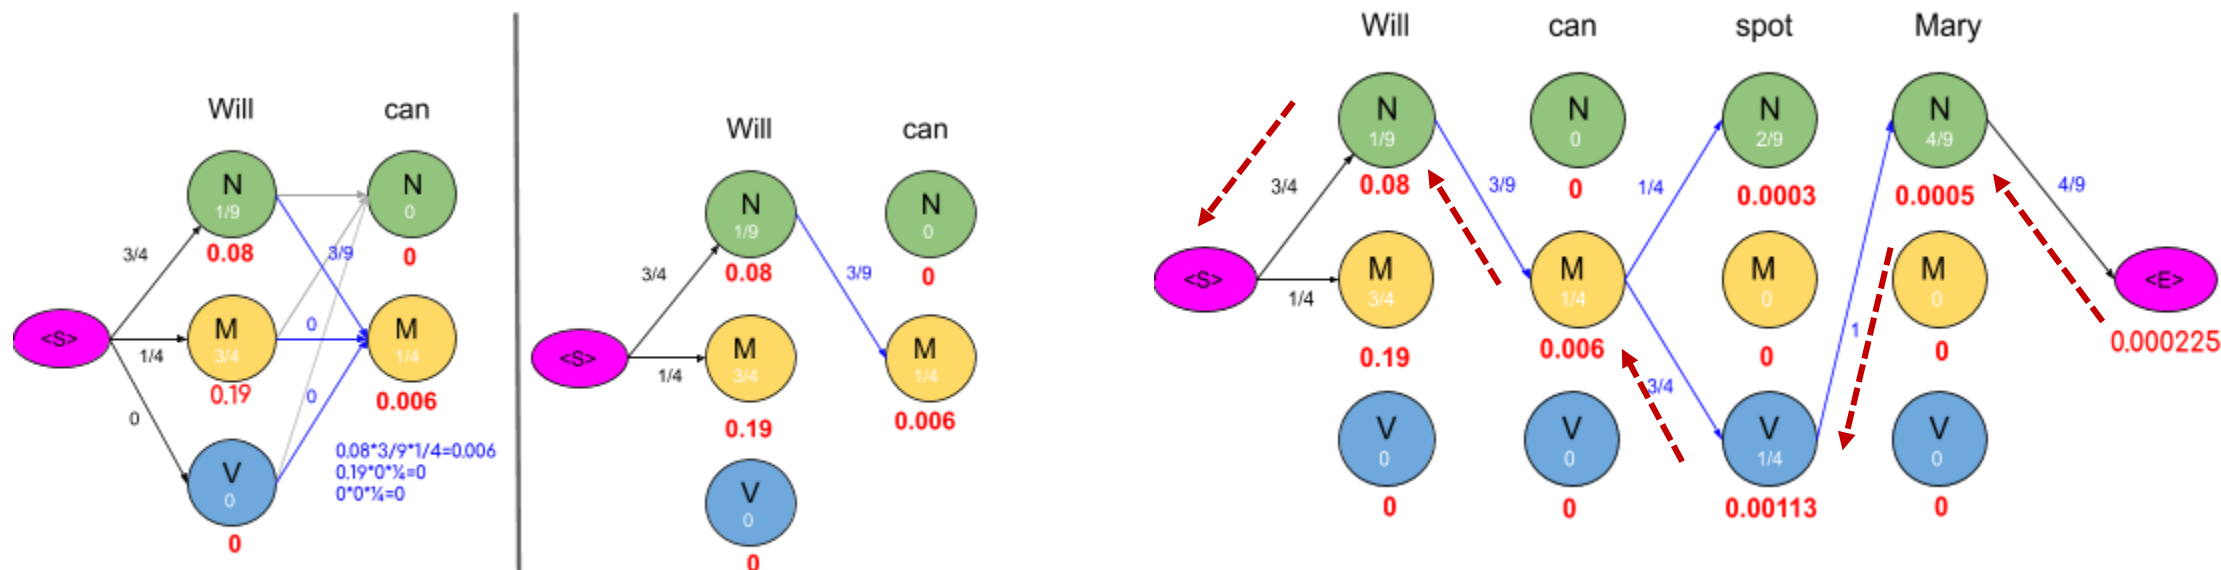 Will can
N N
1/9 0
0.08 0
3/4 3/9
<S>
M M
3/4 1/4
0.19 0.006
1/4 0
0 0
V
0
0
0.08*3/9*1/4=0.006
0.19*0*¼=0
0*0*¼=0
Will can
N N
1/9 0
0.08 0
3/4 3/9
<S>
M M
3/4 1/4
0.19 0.006
1/4
V
0
0
Will can spot Mary
N N N N
1/9 0 2/9 4/9
0.08 0 0.0003 0.0005
3/4 3/9 1/4 4/9
<S> <E>
M M M M
3/4 1/4 0 0
1/4
0.19 0.006 0 0
0.000225
3/4 1
V V V V
0 0 1/4 0
0 0 0.00113 0